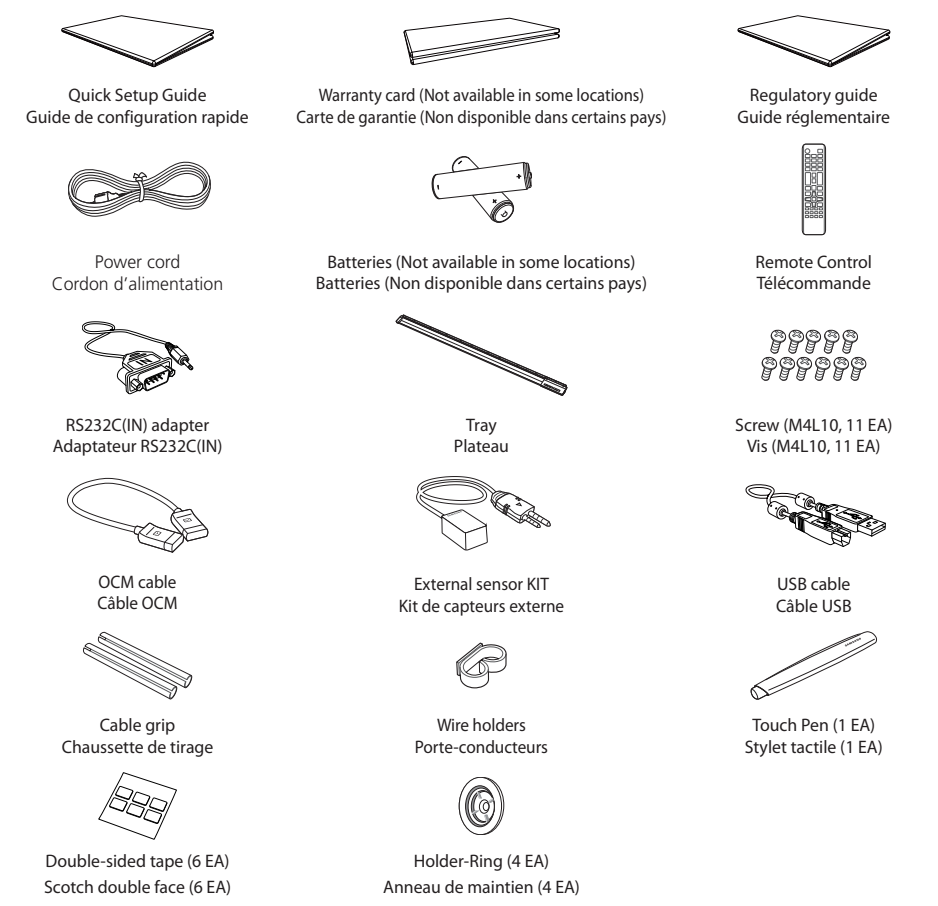 Quick Setup Guide
Guide de configuration rapide
Warranty card (Not available in some locations)
Carte de garantie (Non disponible dans certains pays)
Regulatory guide
Guide réglementaire
Power cord
Cordon d’alimentation
Batteries (Not available in some locations)
Batteries (Non disponible dans certains pays)
Remote Control
Télécommande
RS232C(IN) adapter
Adaptateur RS232C(IN)
Tray
Plateau
Screw (M4L10, 11 EA)
Vis (M4L10, 11 EA)
OCM cable
Câble OCM
External sensor KIT
Kit de capteurs externe
USB cable
Câble USB
Cable grip
Chaussette de tirage
Wire holders
Porte-conducteurs
Touch Pen (1 EA)
Stylet tactile (1 EA)
Double-sided tape (6 EA)
Scotch double face (6 EA)
Holder-Ring (4 EA)
Anneau de maintien (4 EA)